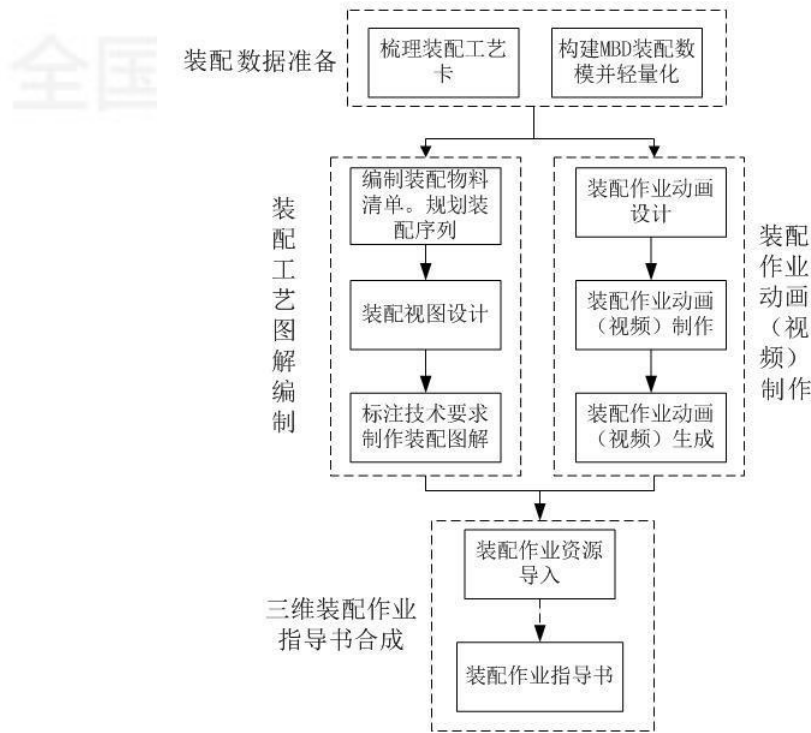 全国
装配数据准备
梳理装配工艺
卡
构建MBD装配数
模并轻量化
装配工艺图解编制
编制装配物料
清单。规划装
配序列
装配视图设计
标注技术要求
制作装配图解
装配作业动画
设计
装配作业动画
（视频）制作
装配作业动画
（视频）生成
装配
作业
动画
（视
频）
制作
三维装配作业
指导书合成
装配作业资源
导入
装配作业指导书